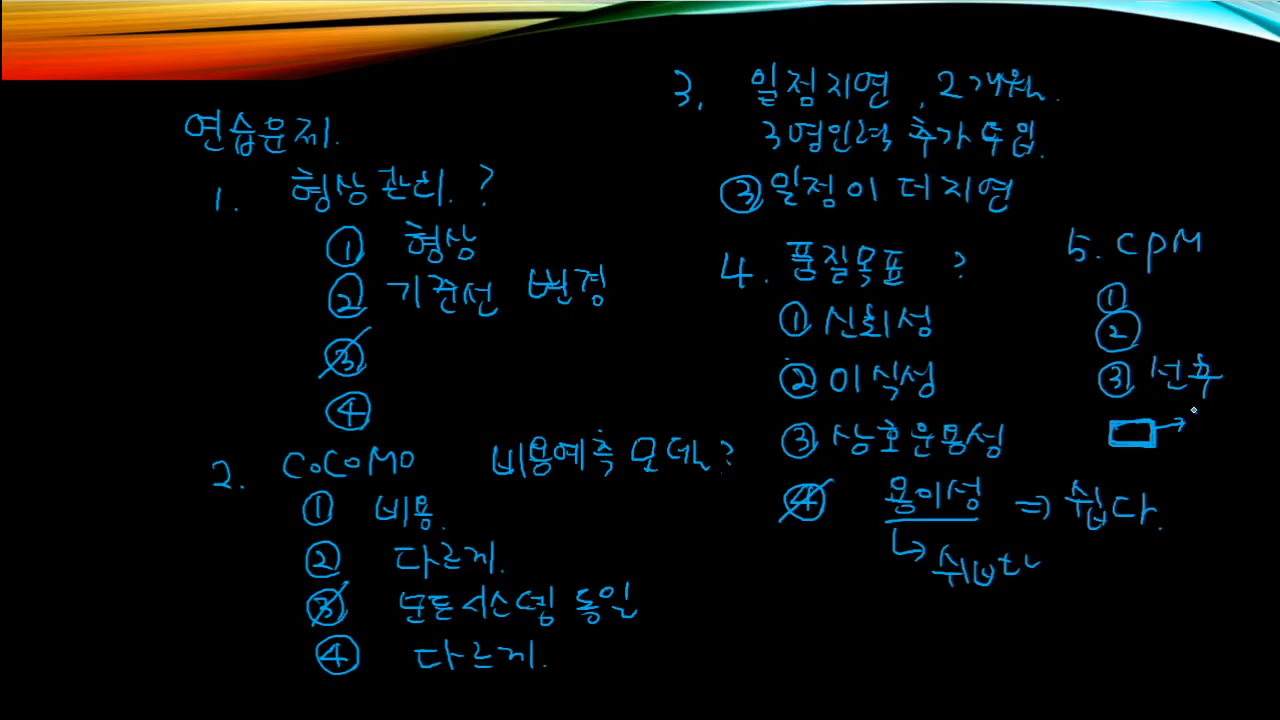 연습문제.
1. 형상관리.?
① 형상
② 기준선 변경
③
④
2. CoCoMo 비용예측 모델?
① 비용.
② 다르게.
③ 모든시스템 동일
④ 다르게.
3. 일정지연, 2개월.
3명인력 추가투입.
③ 일정이 더지연
4. 품질목표 ?
① 신뢰성
② 이식성
③ 상호운용성
④ 용이성 ⇒ 쉽다.
↳ 쉽다
5. CPM
①
②
③ 선후